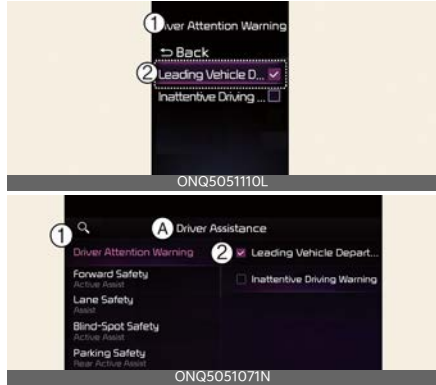 1 iver Attention Warning
Back
2 Leading Vehicle D...
Inattentive Driving ...
ONQ5051110L
A Driver Assistance
1 Driver Attention Warning
2 Leading Vehicle Depart...
Inattentive Driving Warning
Forward Safety
Active Assist
Lane Safety
Assist
Blind-Spot Safety
Active Assist
Parking Safety
Rear Active Assist
ONQ5051071N